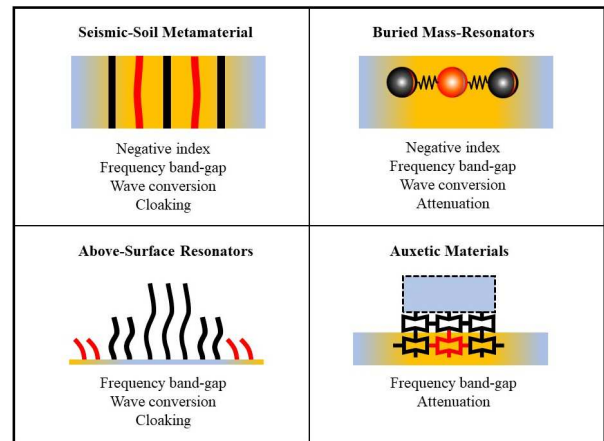 Seismic-Soil Metamaterial
Negative index
Frequency band-gap
Wave conversion
Cloaking
Buried Mass-Resonators
Negative index
Frequency band-gap
Wave conversion
Attenuation
Above-Surface Resonators
Frequency band-gap
Wave conversion
Cloaking
Auxetic Materials
Frequency band-gap
Attenuation